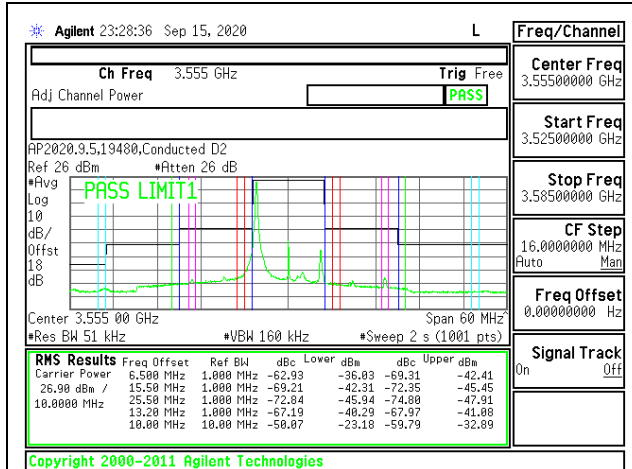 Agilent 23:28:36 Sep 15, 2020 L
Freq/Channel
Ch Freq 3.555 GHz Trig Free
Adj Channel Power PASS
Center Freq
3.55500000 GHz
Start Freq
3.52500000 GHz
Stop Freq
3.58500000 GHz
CF Step
16.0000000 MHz
Auto Man
Freq Offset
0.00000000 Hz
Signal Track
On Off
AP2020.9.5,19480,Conducted D2
Ref 26 dBm #Atten 26 dB
#Avg
Log
10
dB/
Offst
18
dB
PASS LIMIT1
Center 3.555 00 GHz Span 60 MHz
#Res BW 51 kHz #VBW 160 kHz #Sweep 2 s (1001 pts)
RMS Results Freq Offset Ref BW dBc Lower dBm dBc Upper dBm
Carrier Power 6.500 MHz 1.000 MHz -62.93 -36.03 -69.31 -42.41
26.90 dBm / 15.50 MHz 1.000 MHz -69.21 -42.31 -72.35 -45.45
10.0000 MHz 25.50 MHz 1.000 MHz -72.84 -45.94 -74.80 -47.91
13.20 MHz 1.000 MHz -67.19 -40.29 -67.97 -41.08
10.00 MHz 10.00 MHz -50.07 -23.18 -59.79 -32.89
Copyright 2000-2011 Agilent Technologies